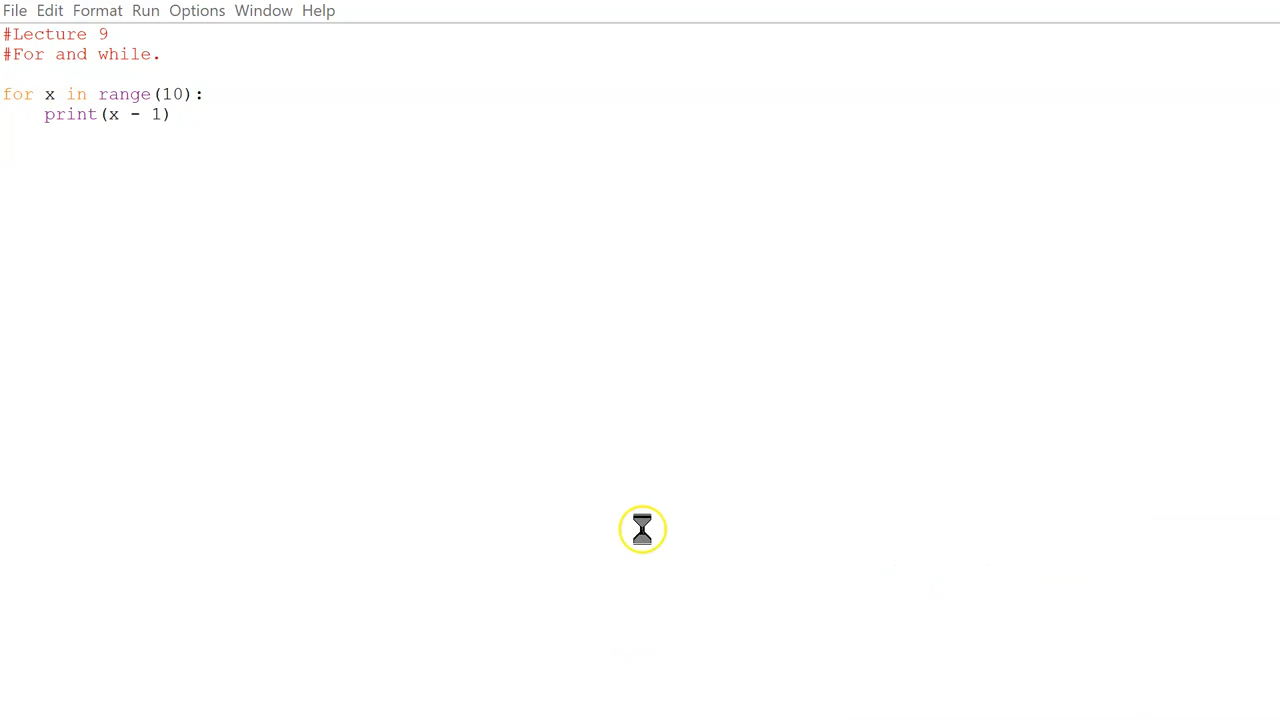 File Edit Format Run Options Window Help
#Lecture 9
#For and while.
for x in range(10):
    print(x - 1)